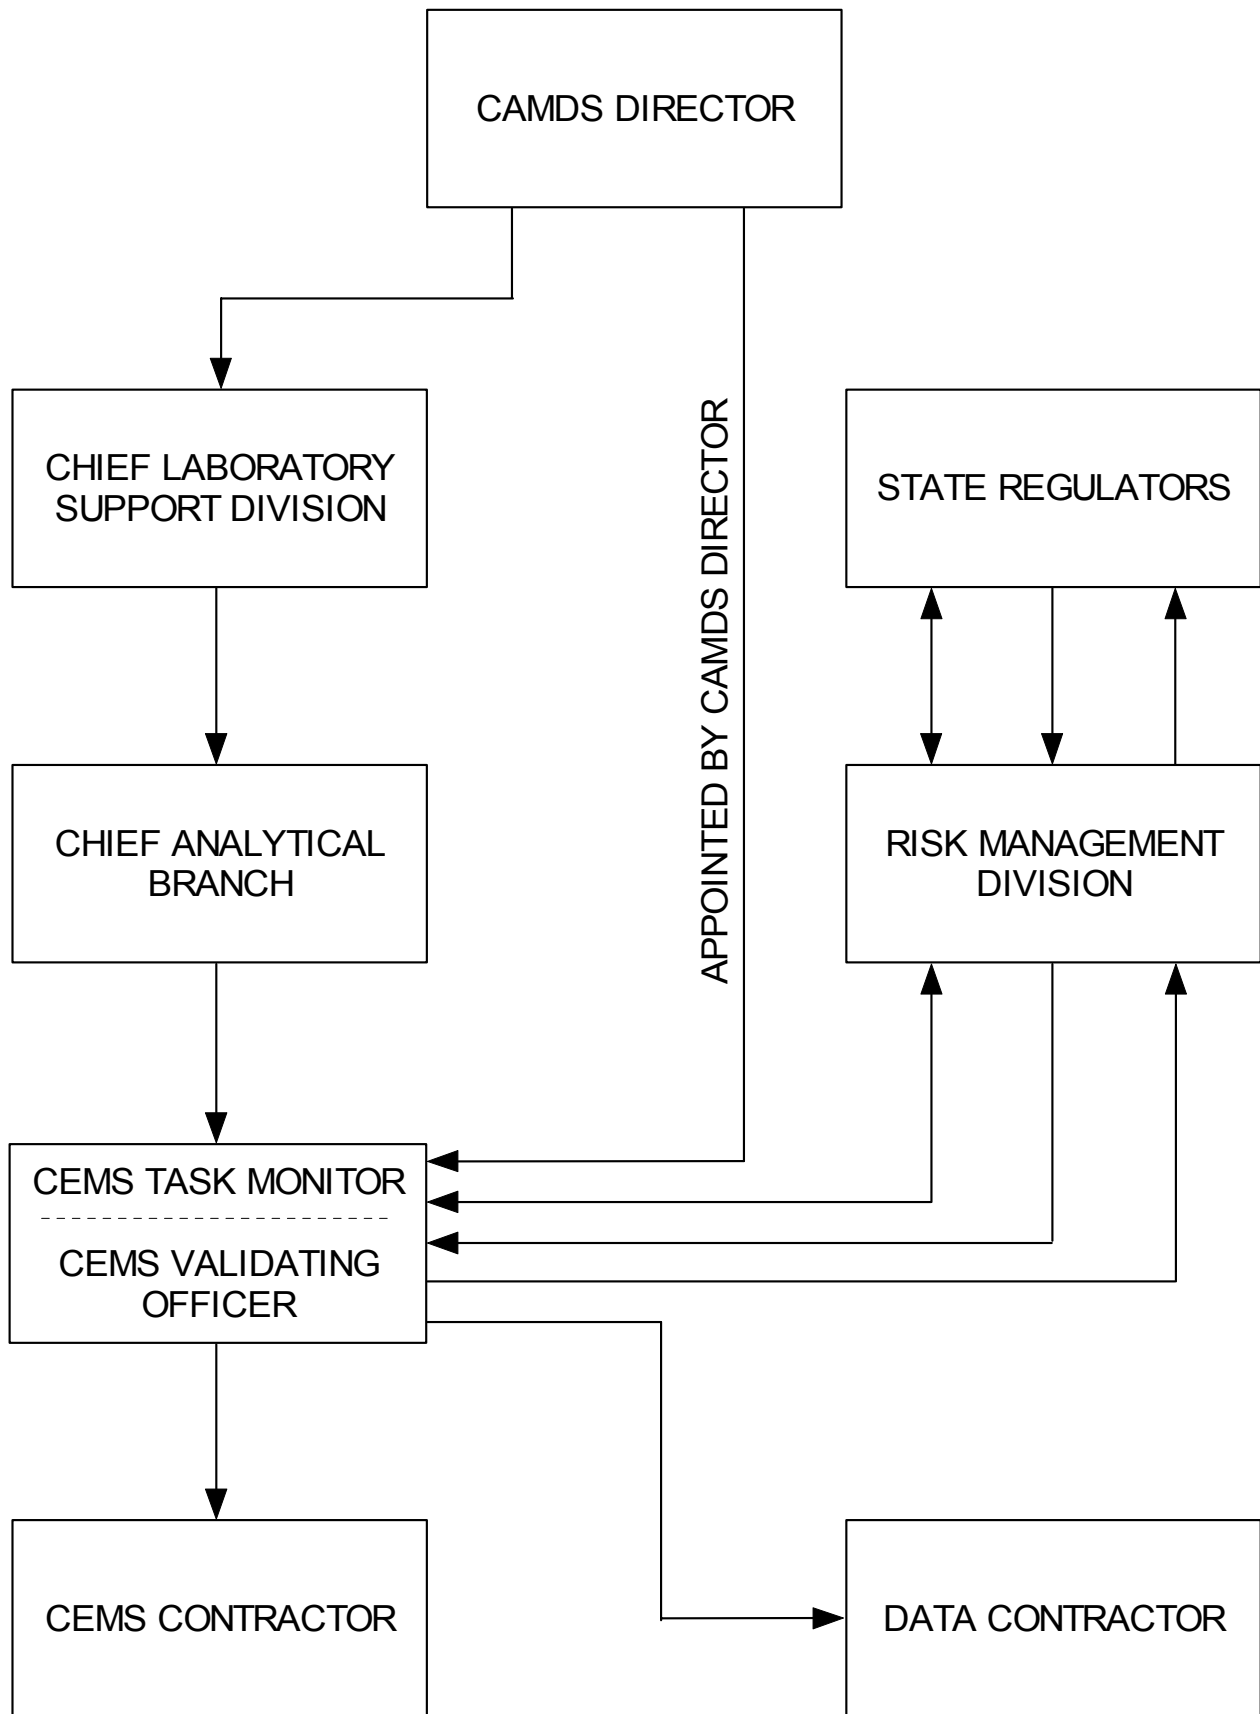 CAMDS DIRECTOR
CHIEF LABORATORY
SUPPORT DIVISION
APPOINTED BY CAMDS DIRECTOR
STATE REGULATORS
CHIEF ANALYTICAL
BRANCH
RISK MANAGEMENT
DIVISION
CEMS TASK MONITOR
CEMS VALIDATING
OFFICER
CEMS CONTRACTOR
DATA CONTRACTOR